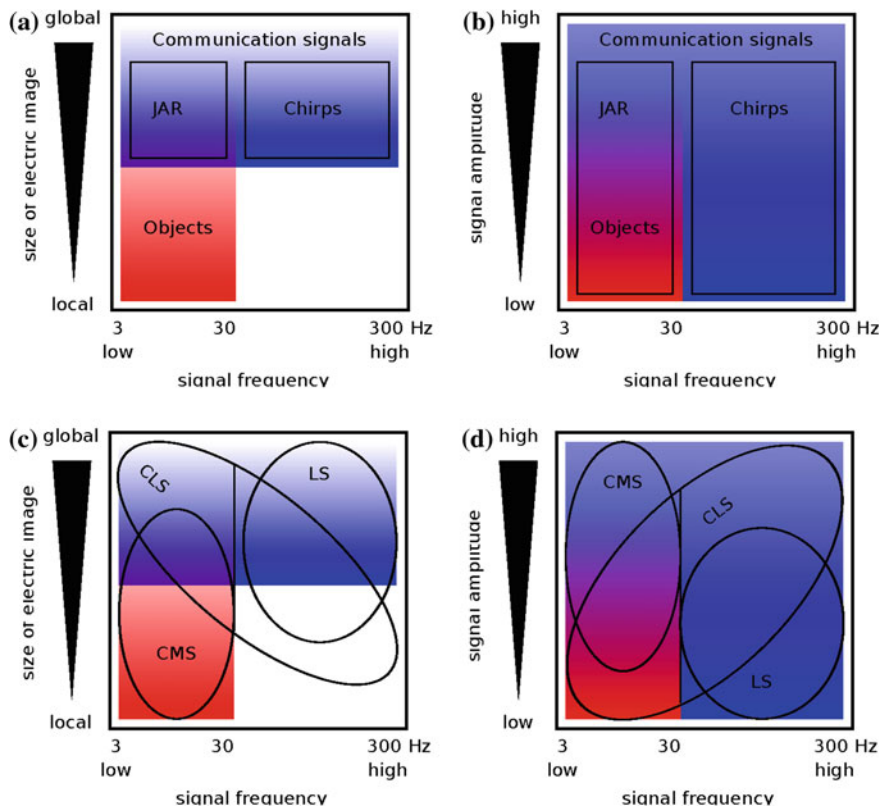 (a) global
Communication signals
JAR
Chirps
Objects
size of electric image
local
3 30 300 Hz
low high
signal frequency
(b) high
Communication signals
JAR
Chirps
Objects
signal amplitude
low
3 30 300 Hz
low high
signal frequency
(c) global
CLS
LS
CMS
size of electric image
local
3 30 300 Hz
low high
signal frequency
(d) high
CMS
CLS
LS
signal amplitude
low
3 30 300 Hz
low high
signal frequency